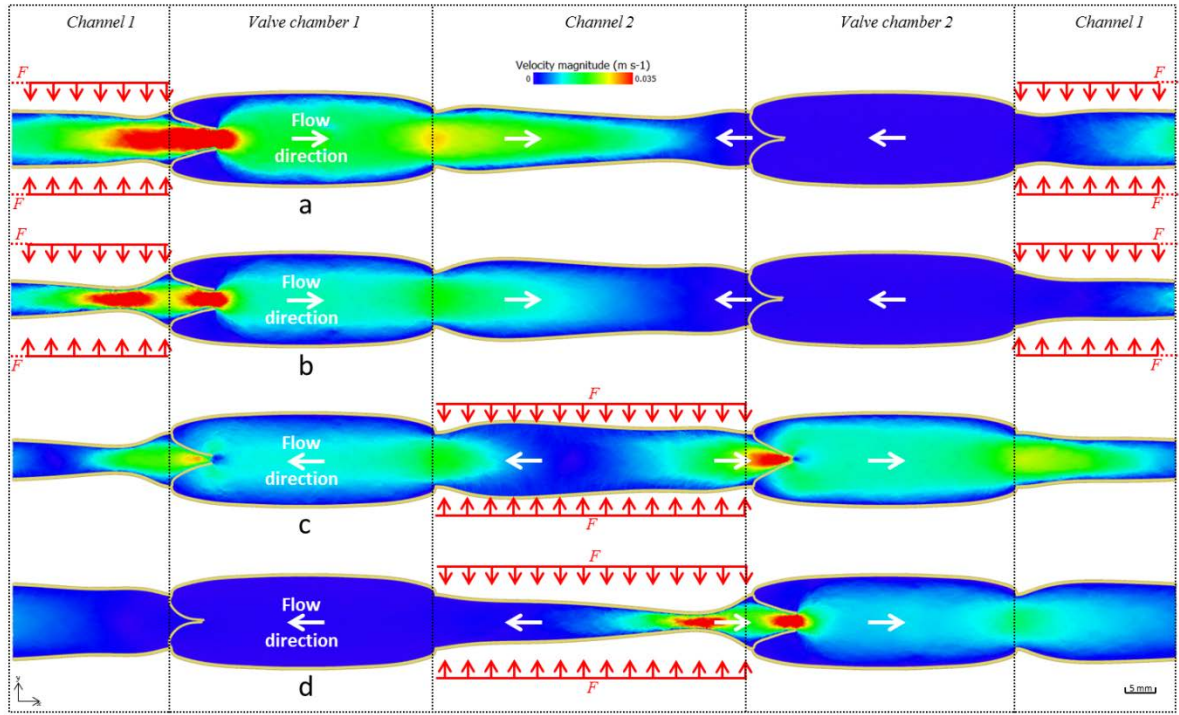 Channel 1 Valve chamber 1 Channel 2 Valve chamber 2 Channel 1
Velocity magnitude (m s-1)
0 0.035
F F
Flow
direction
F F
a
F F
Flow
direction
F F
b
F
Flow
direction
F
c
F
Flow
direction
F
d
y
x
5 mm